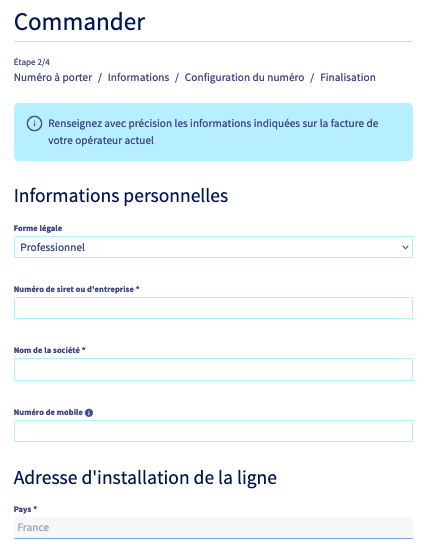 Commander
Étape 2/4
Numéro à porter / Informations / Configuration du numéro / Finalisation
Renseignez avec précision les informations indiquées sur la facture de
votre opérateur actuel
Informations personnelles
Forme légale
Professionnel
Numéro de siret ou d'entreprise *
Nom de la société *
Numéro de mobile
Adresse d'installation de la ligne
Pays *
France